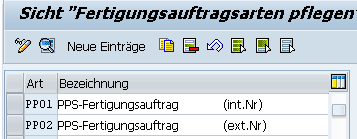 Sicht "Fertigungsauftragsarten pflegen
Neue Einträge
Art Bezeichnung
PP01 PPS-Fertigungsauftrag (int.Nr)
PP02 PPS-Fertigungsauftrag (ext.Nr)